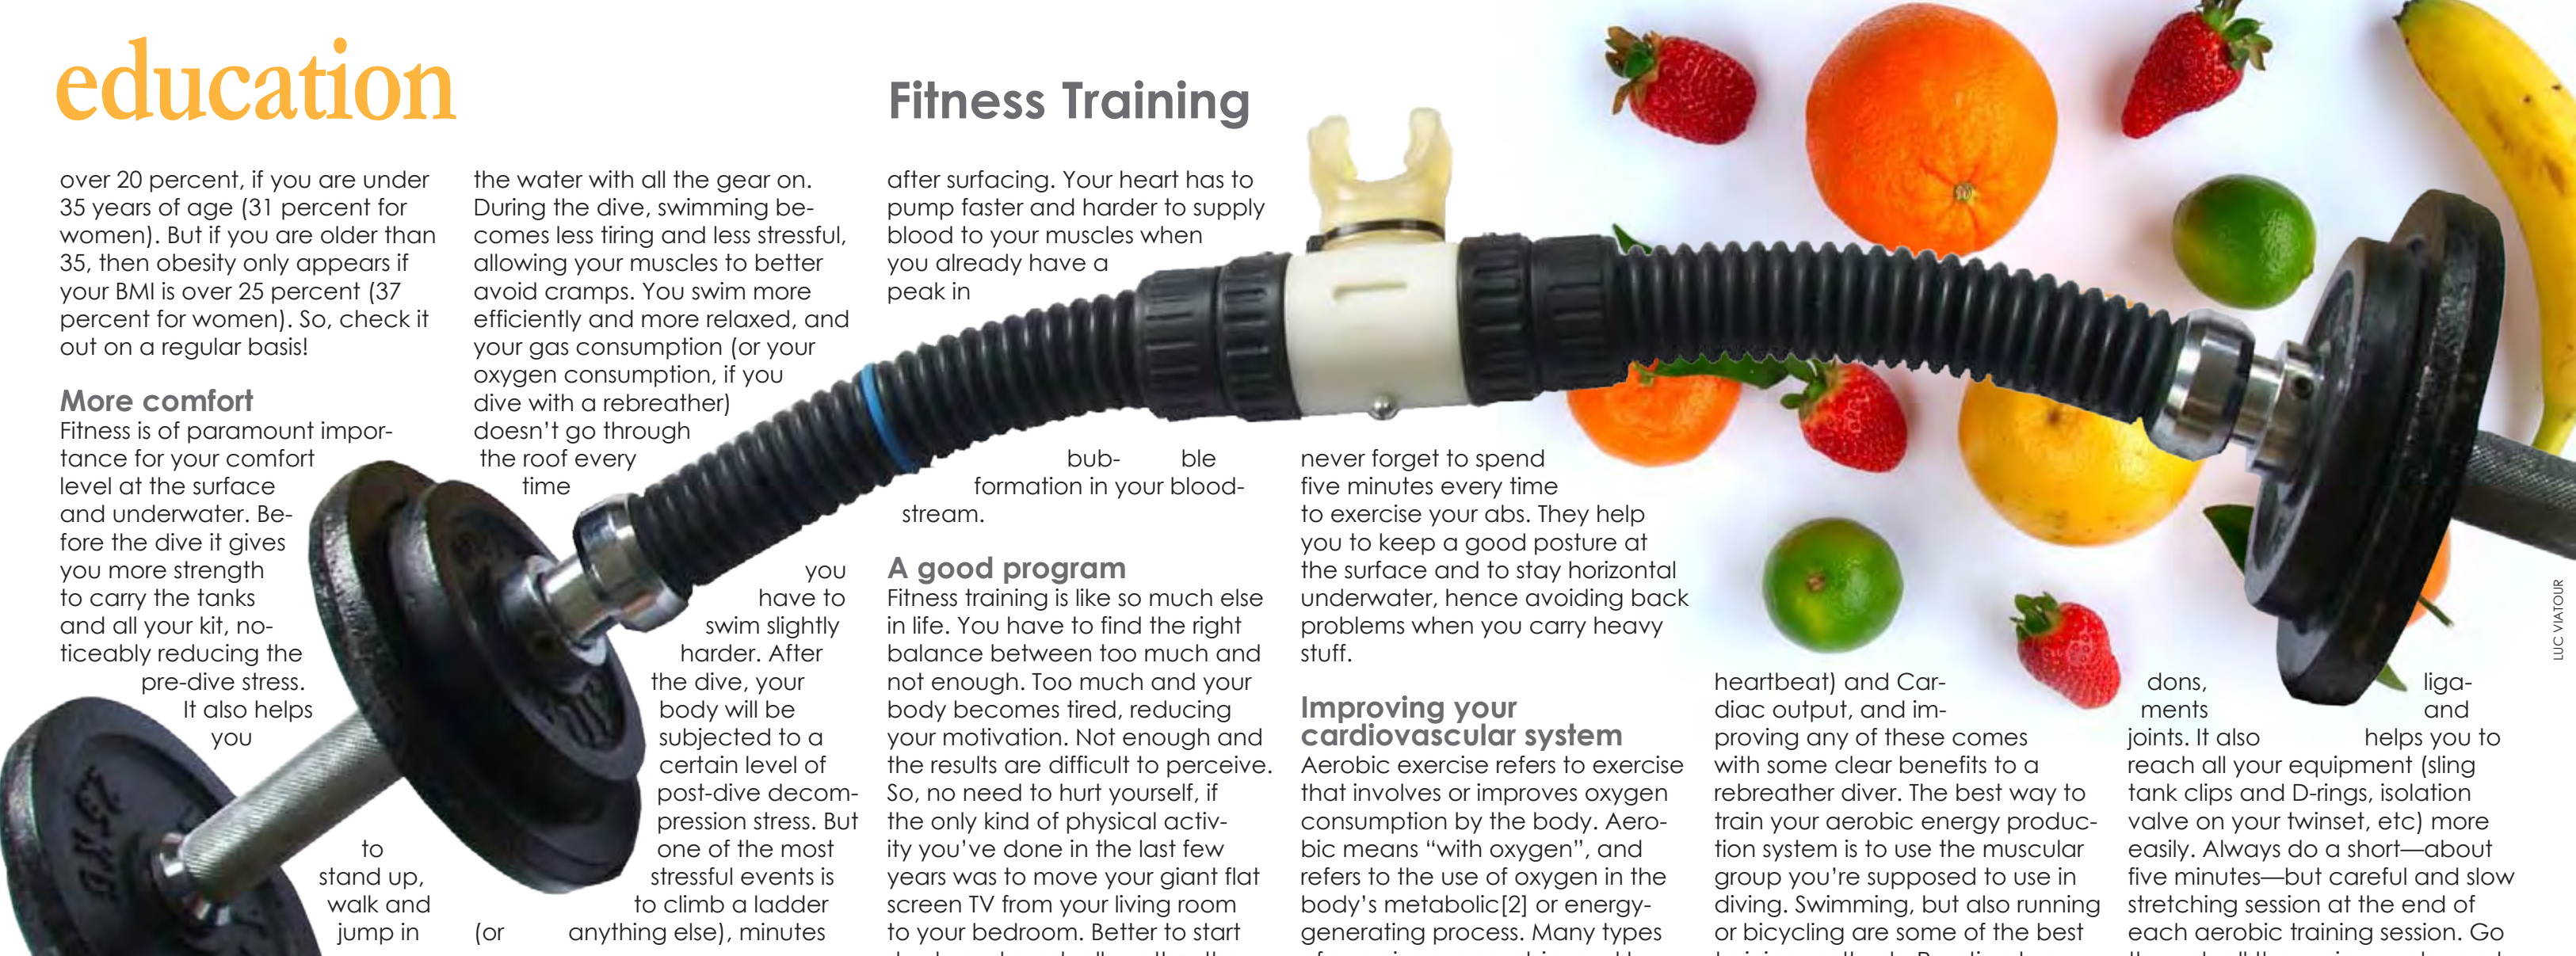 education
Fitness Training
over 20 percent, if you are under
35 years of age (31 percent for
women). But if you are older than
35, then obesity only appears if
your BMI is over 25 percent (37
percent for women). So, check it
out on a regular basis!
More comfort
Fitness is of paramount impor-
tance for your comfort
level at the surface
and underwater. Be-
fore the dive it gives
you more strength
to carry the tanks
and all your kit, no-
ticeably reducing the
pre-dive stress.
It also helps
you
to
stand up,
walk and
jump in
the water with all the gear on.
During the dive, swimming be-
comes less tiring and less stressful,
allowing your muscles to better
avoid cramps. You swim more
efficiently and more relaxed, and
your gas consumption (or your
oxygen consumption, if you
dive with a rebreather)
doesn't go through
the roof every
time
you
have to
swim slightly
harder. After
the dive, your
body will be
subjected to a
certain level of
post-dive decom-
pression stress. But
one of the most
stressful events is
to climb a ladder
(or anything else), minutes
after surfacing. Your heart has to
pump faster and harder to supply
blood to your muscles when
you already have a
peak in
bub- ble
formation in your blood-
stream.
A good program
Fitness training is like so much else
in life. You have to find the right
balance between too much and
not enough. Too much and your
body becomes tired, reducing
your motivation. Not enough and
the results are difficult to perceive.
So, no need to hurt yourself, if
the only kind of physical activ-
ity you've done in the last few
years was to move your giant flat
screen TV from your living room
to your bedroom. Better to start
never forget to spend
five minutes every time
to exercise your abs. They help
you to keep a good posture at
the surface and to stay horizontal
underwater, hence avoiding back
problems when you carry heavy
stuff.
Improving your
cardiovascular system
Aerobic exercise refers to exercise
that involves or improves oxygen
consumption by the body. Aero-
bic means “with oxygen”, and
refers to the use of oxygen in the
body's metabolic[2] or energy-
generating process. Many types
heartbeat) and Car-
diac output, and im-
proving any of these comes
with some clear benefits to a
rebreather diver. The best way to
train your aerobic energy produc-
tion system is to use the muscular
group you're supposed to use in
diving. Swimming, but also running
or bicycling are some of the best
dons, liga-
ments and
joints. It also helps you to
reach all your equipment (sling
tank clips and D-rings, isolation
valve on your twinset, etc) more
easily. Always do a short—about
five minutes—but careful and slow
stretching session at the end of
each aerobic training session. Go
LUC VIATOUR